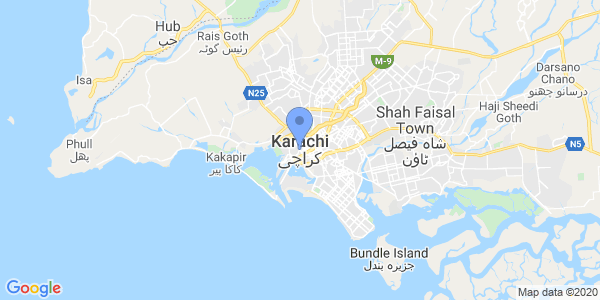 Hub
حب
Rais Goth
رئیس گوٹھ
Isa
N25
M-9
Darsano
Chano
درسانو چھنو
Haji Sheedi
Goth
Shah Faisal
Town
شاہ فیصل
ٹاؤن
N5
Karachi
کراچی
Phull
پھل
Kakapir
کاکا پیر
Bundle Island
جزیرہ بندل
Google
Map data ©2020